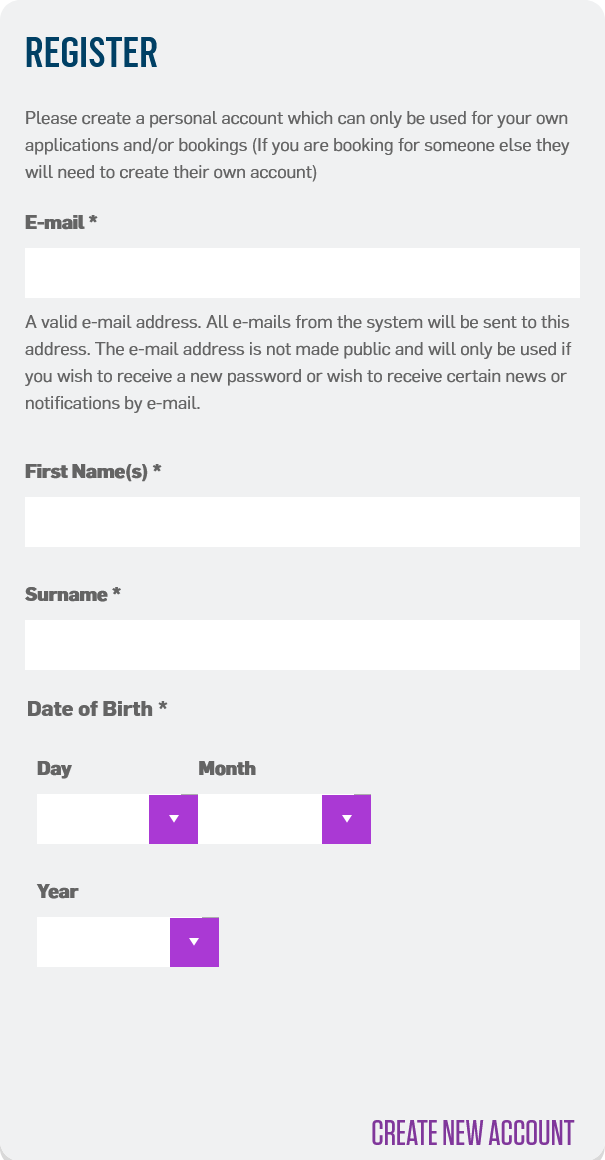 REGISTER
Please create a personal account which can only be used for your own
applications and/or bookings (If you are booking for someone else they
will need to create their own account)
E-mail *
A valid e-mail address. All e-mails from the system will be sent to this
address. The e-mail address is not made public and will only be used if
you wish to receive a new password or wish to receive certain news or
notifications by e-mail.
First Name(s) *
Surname *
Date of Birth *
Day Month
Year
CREATE NEW ACCOUNT